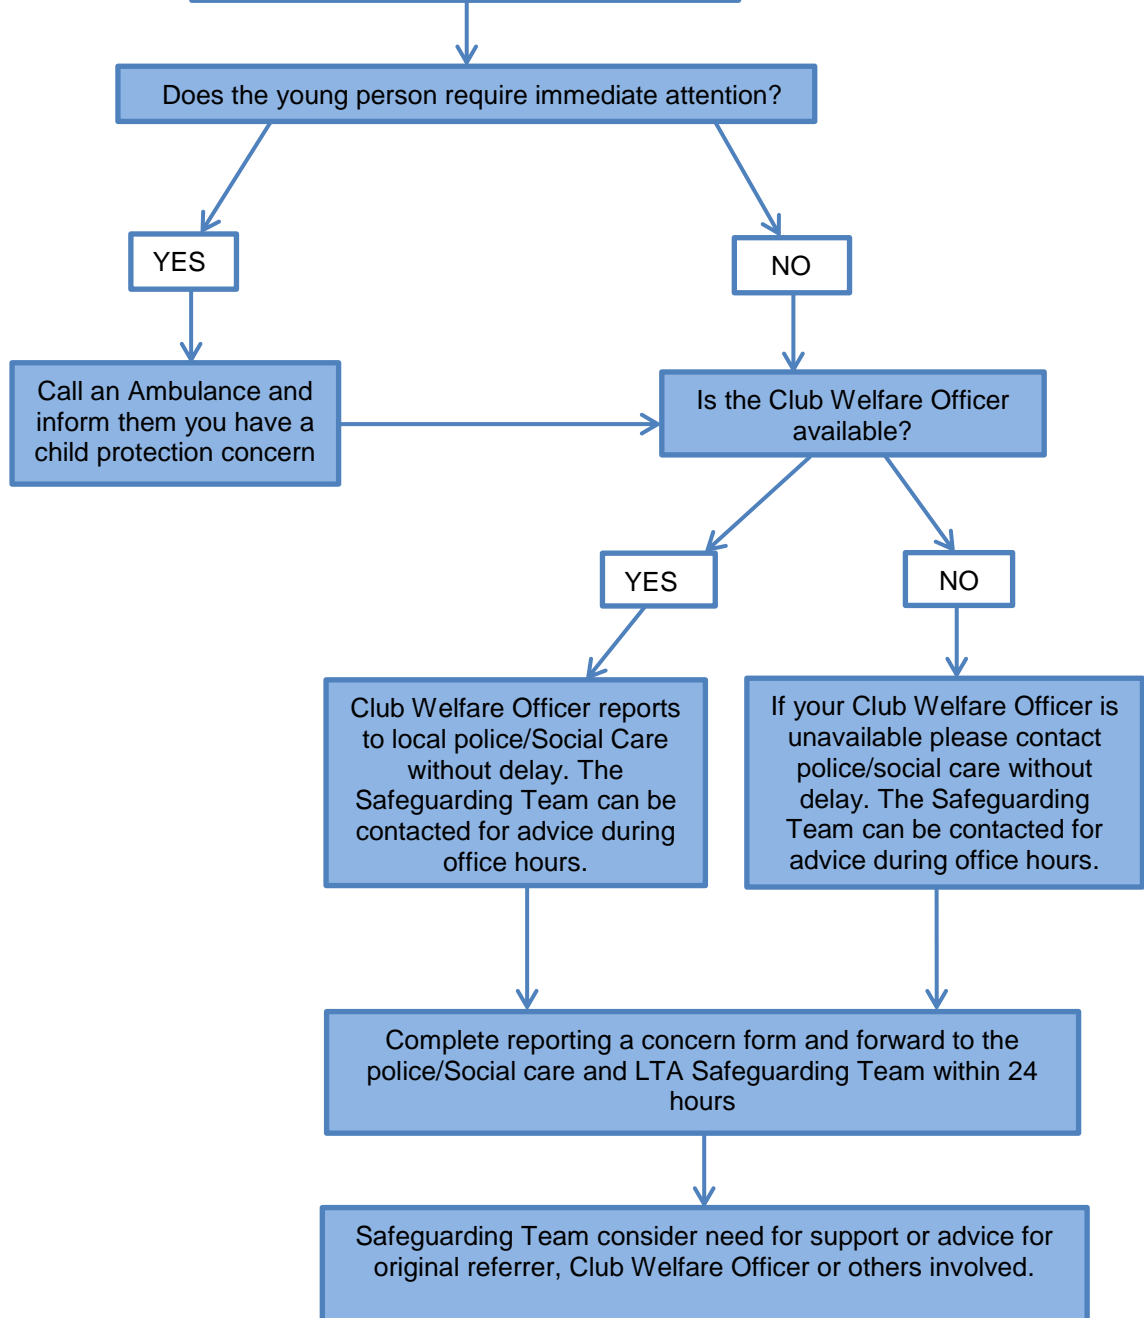 Does the young person require immediate attention?
YES
NO
Call an Ambulance and
inform them you have a
child protection concern
Is the Club Welfare Officer
available?
YES
NO
Club Welfare Officer reports
to local police/Social Care
without delay. The
Safeguarding Team can be
contacted for advice during
office hours.
If your Club Welfare Officer is
unavailable please contact
police/social care without
delay. The Safeguarding
Team can be contacted for
advice during office hours.
Complete reporting a concern form and forward to the
police/Social care and LTA Safeguarding Team within 24
hours
Safeguarding Team consider need for support or advice for
original referrer, Club Welfare Officer or others involved.